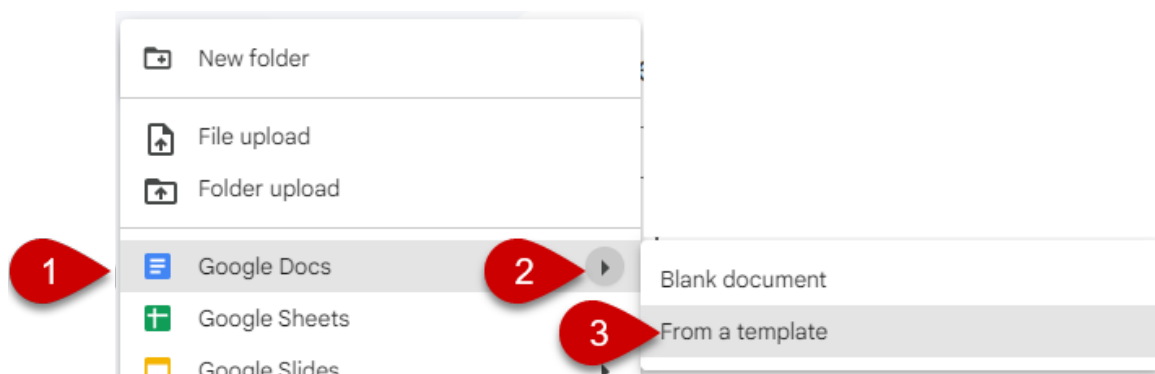 New folder
File upload
Folder upload
1 Google Docs 2
Blank document
Google Sheets
3 From a template
Google Slides